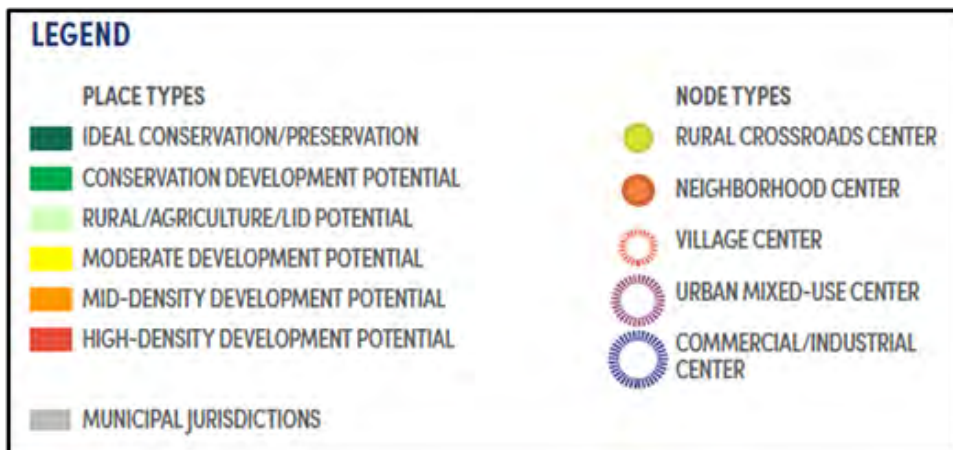 LEGEND
PLACE TYPES
IDEAL CONSERVATION/PRESERVATION
CONSERVATION DEVELOPMENT POTENTIAL
RURAL/AGRICULTURE/LID POTENTIAL
MODERATE DEVELOPMENT POTENTIAL
MID-DENSITY DEVELOPMENT POTENTIAL
HIGH-DENSITY DEVELOPMENT POTENTIAL
MUNICIPAL JURISDICTIONS
NODE TYPES
RURAL CROSSROADS CENTER
NEIGHBORHOOD CENTER
VILLAGE CENTER
URBAN MIXED-USE CENTER
COMMERCIAL/INDUSTRIAL
CENTER